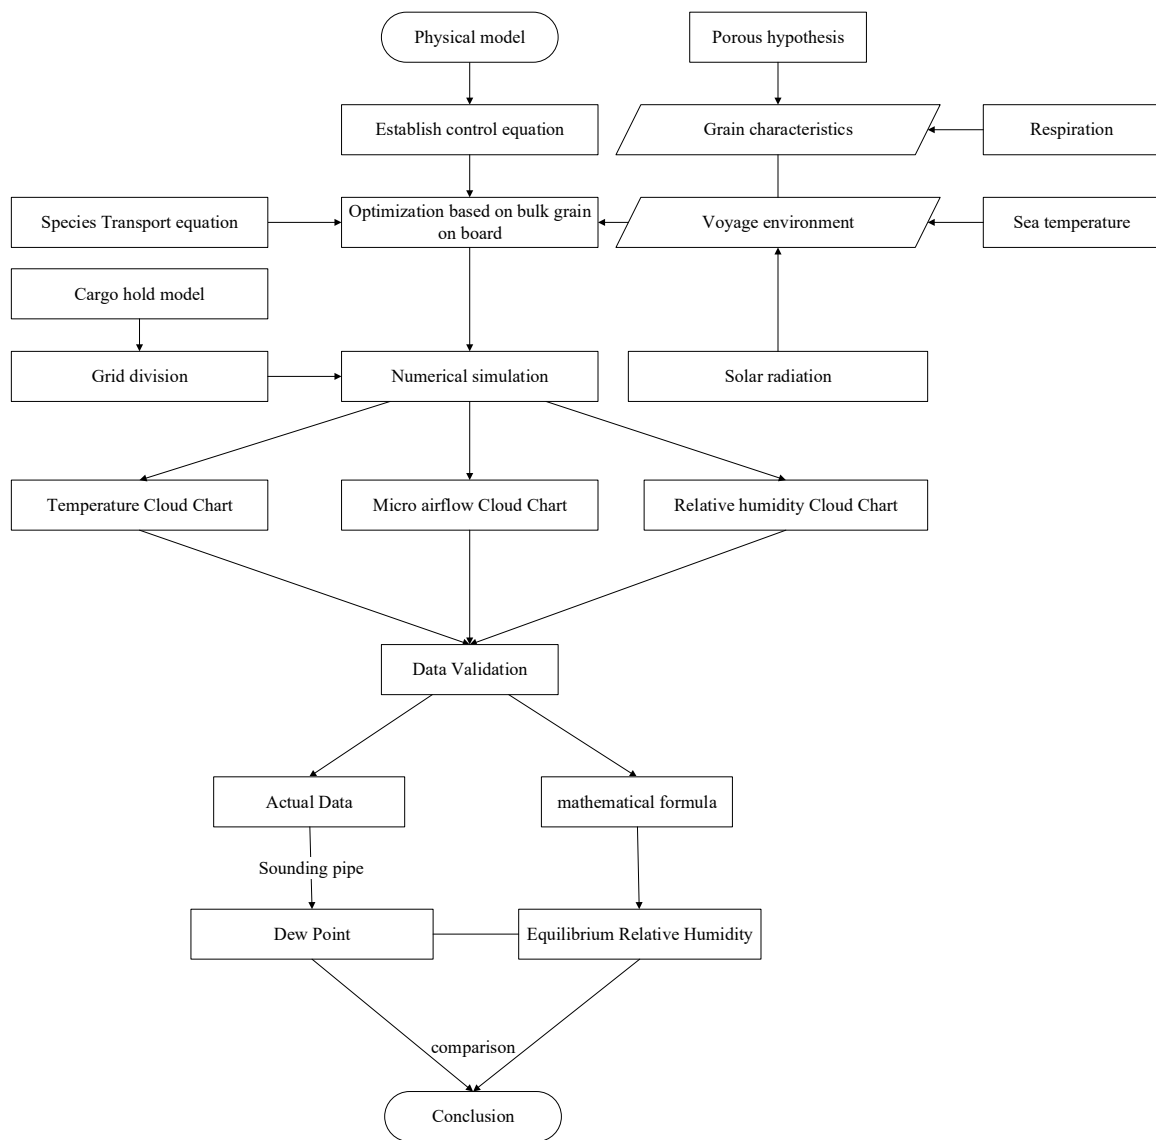 Physical model
Porous hypothesis
Establish control equation
Grain characteristics
Respiration
Species Transport equation
Optimization based on bulk grain
on board
Voyage environment
Sea temperature
Cargo hold model
Grid division
Numerical simulation
Solar radiation
Temperature Cloud Chart
Micro airflow Cloud Chart
Relative humidity Cloud Chart
Data Validation
Actual Data
mathematical formula
Sounding pipe
Dew Point
Equilibrium Relative Humidity
comparison
Conclusion